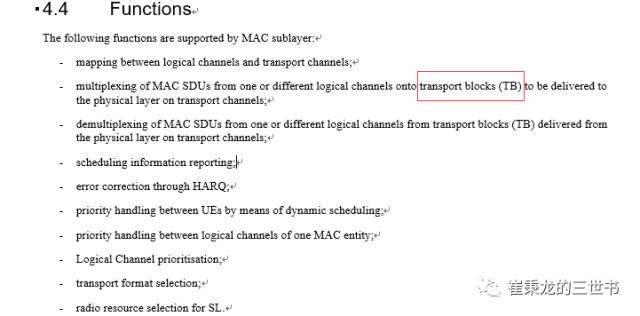 4.4 Functions
The following functions are supported by MAC sublayer:
- mapping between logical channels and transport channels;
- multiplexing of MAC SDUs from one or different logical channels onto transport blocks (TB) to be delivered to
the physical layer on transport channels;
- demultiplexing of MAC SDUs from one or different logical channels from transport blocks (TB) delivered from
the physical layer on transport channels;
- scheduling information reporting;
- error correction through HARQ;
- priority handling between UEs by means of dynamic scheduling;
- priority handling between logical channels of one MAC entity;
- Logical Channel prioritisation;
- transport format selection;
- radio resource selection for SL.
崔秉龙的三世书